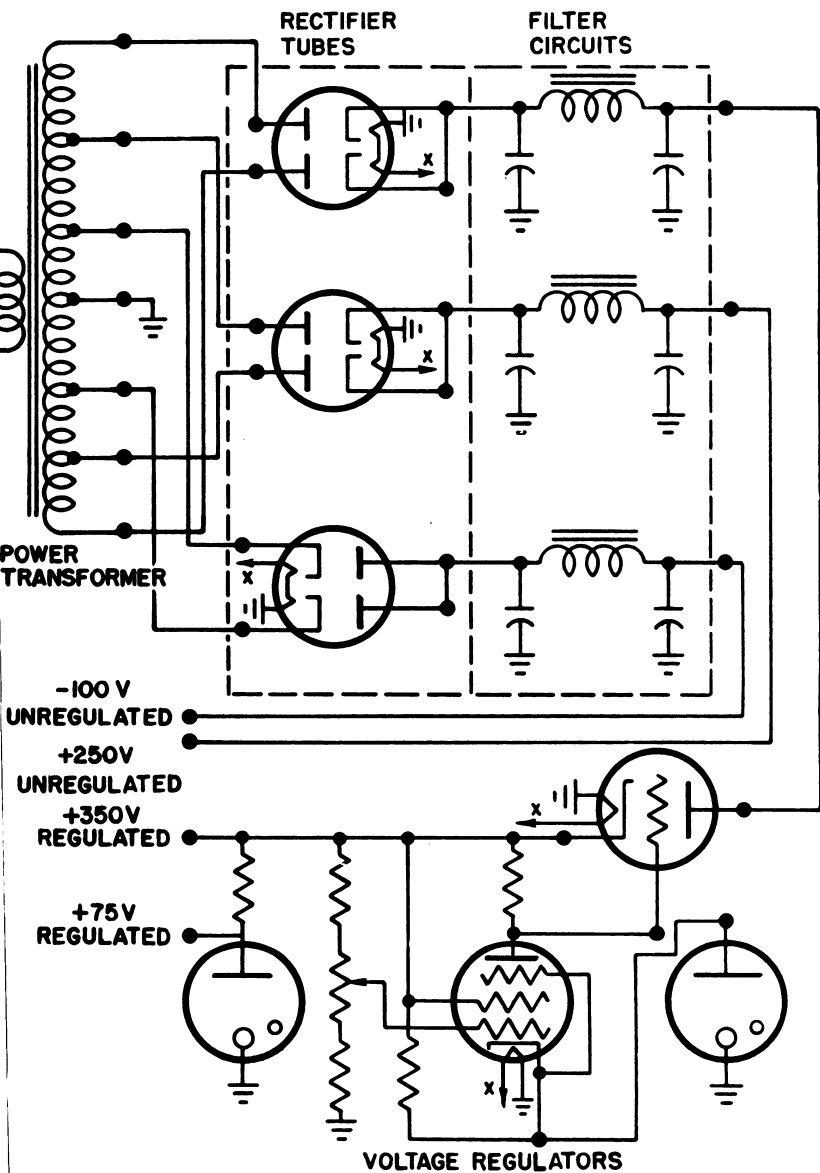 RECTIFIER
TUBES
FILTER
CIRCUITS
X
X
POWER
TRANSFORMER
X
-100 V
UNREGULATED
+250V
UNREGULATED
+350V
REGULATED
X
+75V
REGULATED
X
VOLTAGE REGULATORS